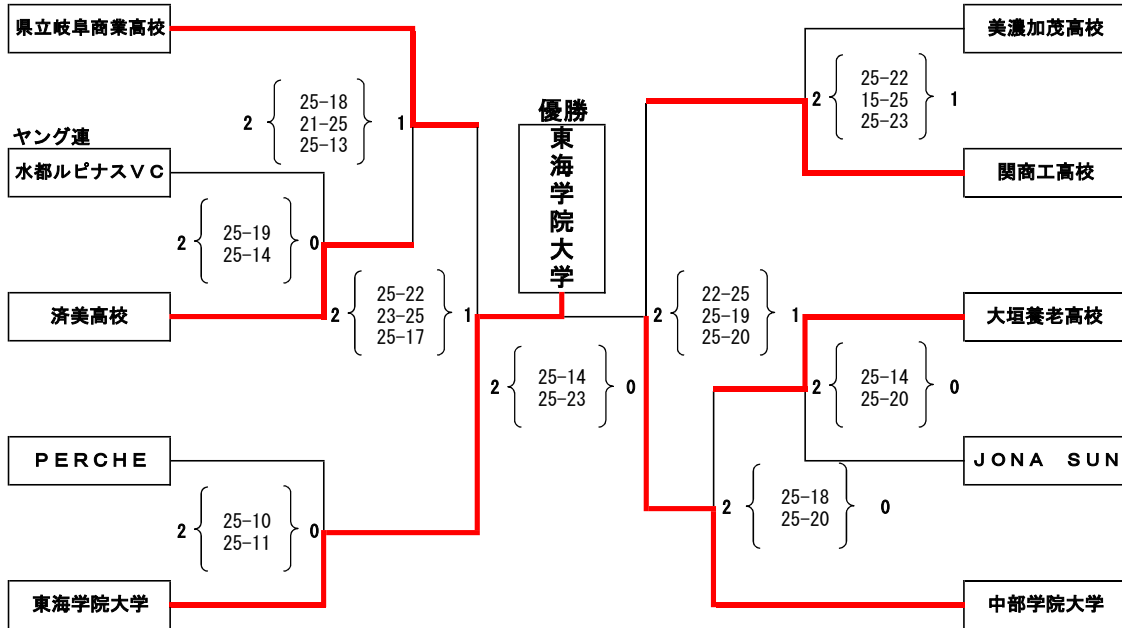 県立岐阜商業高校
2 25-18 1
21-25
25-13
ヤング連
水都ルピナスVC
2 25-19 0
25-14
済美高校
2 25-22 1
23-25
25-17
PERCHE
2 25-10 0
25-11
東海学院大学
優勝
東海学院大学
2 25-14 0
25-23
美濃加茂高校
2 25-22 1
15-25
25-23
関商工高校
2 22-25 1
25-19
25-20
大垣養老高校
2 25-14 0
25-20
JONA SUN
2 25-18 0
25-20
中部学院大学